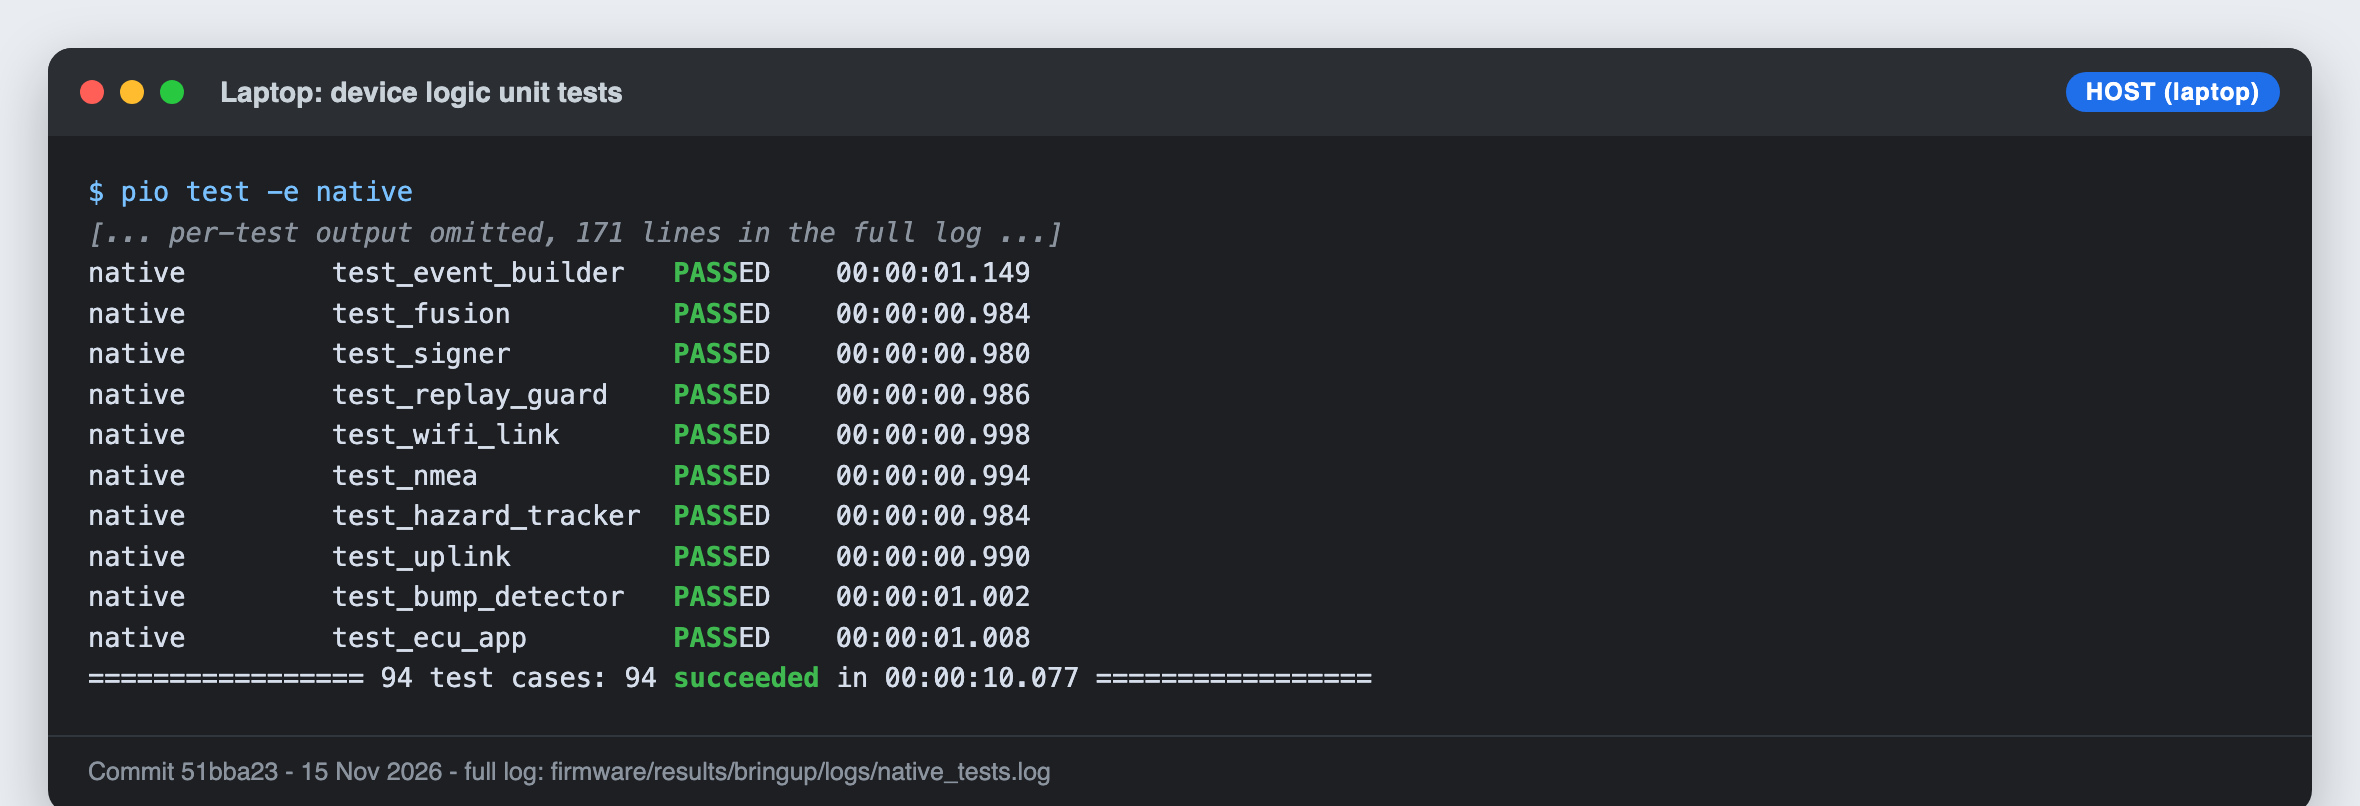 Laptop: device logic unit tests
HOST (laptop)
$ pio test -e native
[... per-test output omitted, 171 lines in the full log ...]
native test_event_builder PASSED 00:00:01.149
native test_fusion PASSED 00:00:00.984
native test_signer PASSED 00:00:00.980
native test_replay_guard PASSED 00:00:00.986
native test_wifi_link PASSED 00:00:00.998
native test_nmea PASSED 00:00:00.994
native test_hazard_tracker PASSED 00:00:00.984
native test_uplink PASSED 00:00:00.990
native test_bump_detector PASSED 00:00:01.002
native test_ecu_app PASSED 00:00:01.008
================= 94 test cases: 94 succeeded in 00:00:10.077 =================
Commit 51bba23 - 15 Nov 2026 - full log: firmware/results/bringup/logs/native_tests.log